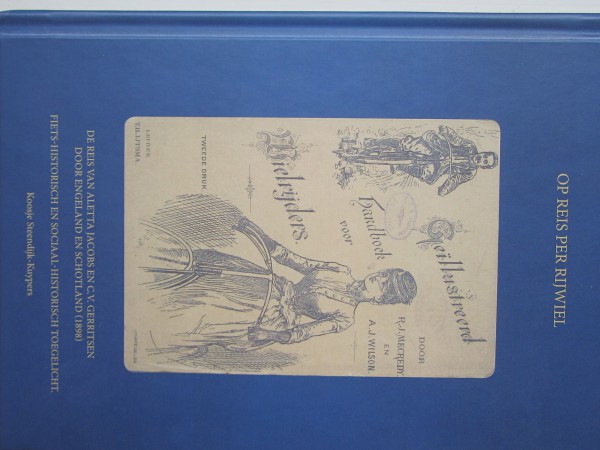 OP REIS PER RIJWIEL
Geïllustreerd
Handboek
voor
Wielrijders
DOOR
R. J. MECREDY
EN
A. J. WILSON.
TWEEDE DRUK
LEIDEN
DE REIS VAN ALETTA JACOBS EN C.V. GERRITSEN
DOOR ENGELAND EN SCHOTLAND (1898)
FIETS-HISTORISCH EN SOCIAAL-HISTORISCH TOEGELICHT.
Koosje Steendijk-Kuypers